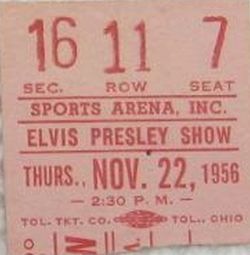 16 11 7
SEC. ROW SEAT
SPORTS ARENA, INC.
ELVIS PRESLEY SHOW
THURS., NOV. 22, 1956
— 2:30 P. M. —
TOL. TKT. CO. TOL., OHIO